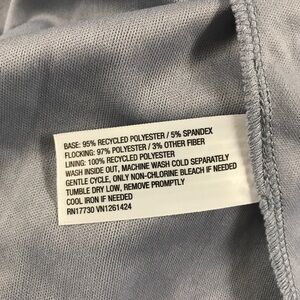 BASE: 95% RECYCLED POLYESTER / 5% SPANDEX
FLOCKING: 97% POLYESTER / 3% OTHER FIBER
LINING: 100% RECYCLED POLYESTER
WASH INSIDE OUT, MACHINE WASH COLD SEPARATELY
GENTLE CYCLE, ONLY NON-CHLORINE BLEACH IF NEEDED
TUMBLE DRY LOW, REMOVE PROMPTLY
COOL IRON IF NEEDED
RN17730 VN1261424